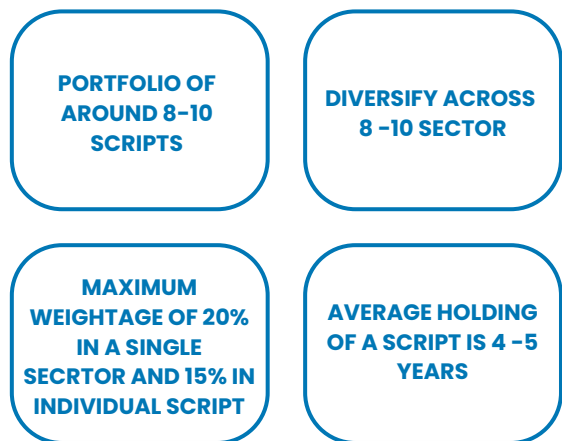 PORTFOLIO OF
AROUND 8-10
SCRIPTS
DIVERSIFY ACROSS
8 -10 SECTOR
MAXIMUM
WEIGHTAGE OF 20%
IN A SINGLE
SECRTOR AND 15% IN
INDIVIDUAL SCRIPT
AVERAGE HOLDING
OF A SCRIPT IS 4 -5
YEARS